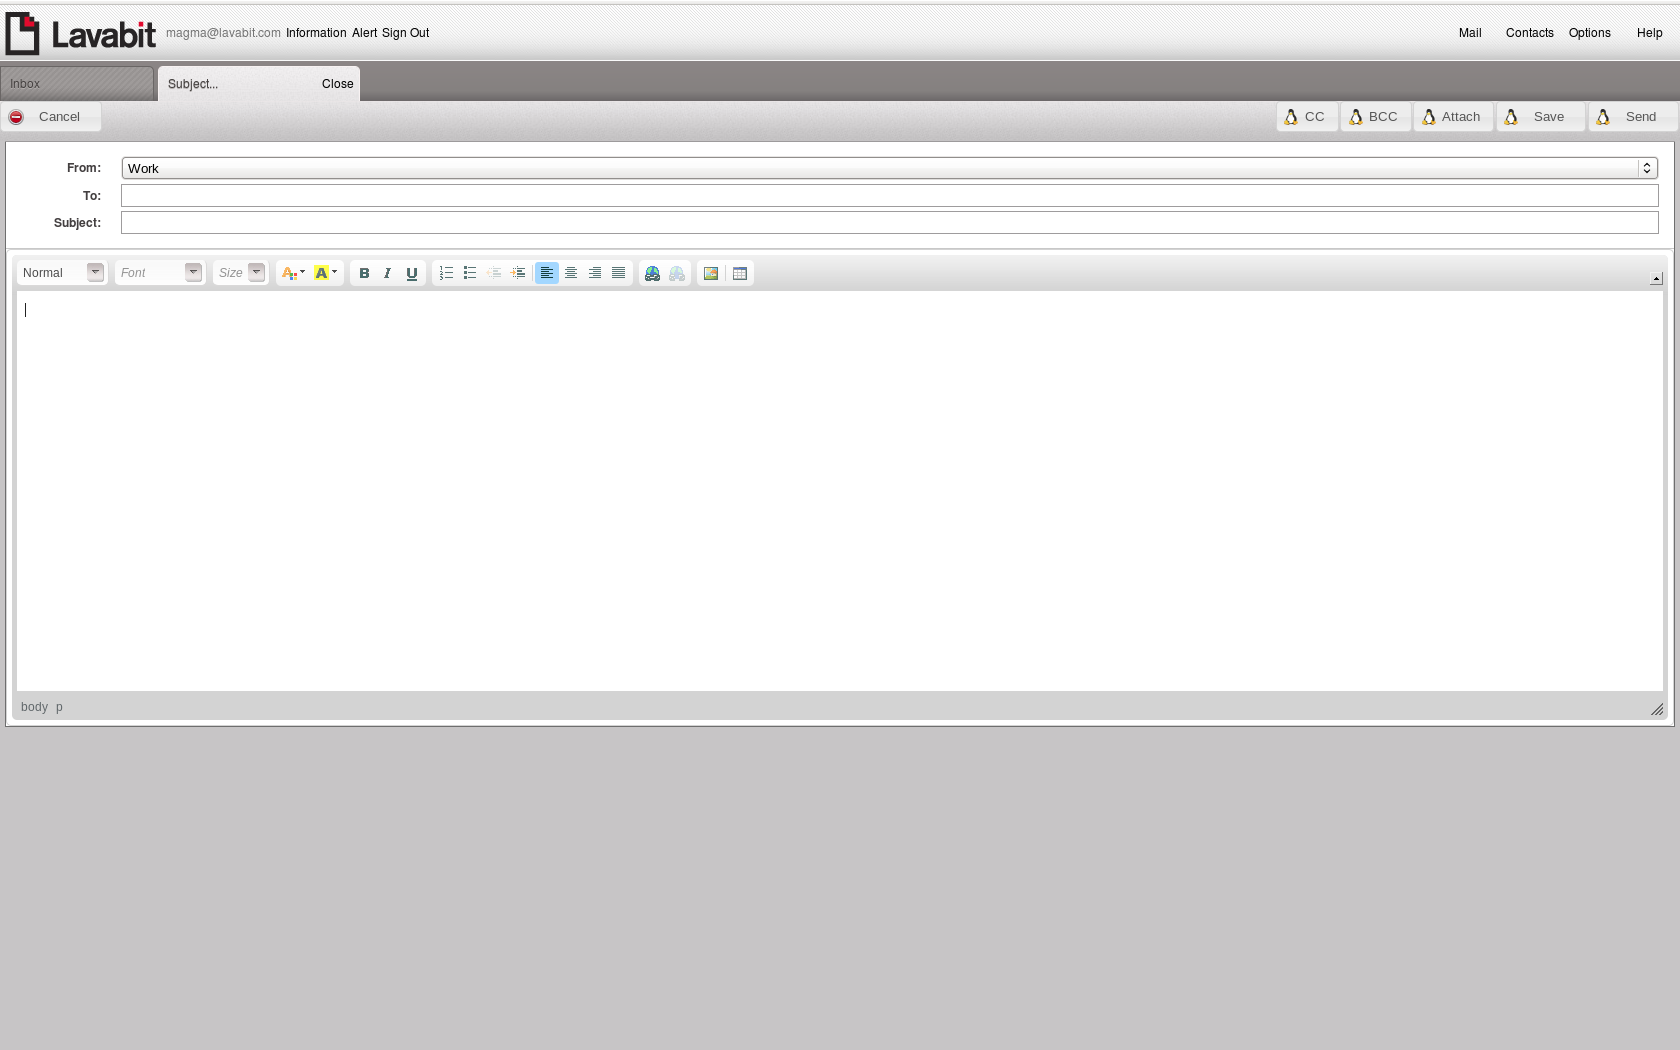 Lavabit magma@lavabit.com Information Alert Sign Out Mail Contacts Options Help
Inbox Subject... Close
Cancel CC BCC Attach Save Send
From: Work
To:
Subject:
Normal Font Size A A B I U
body p